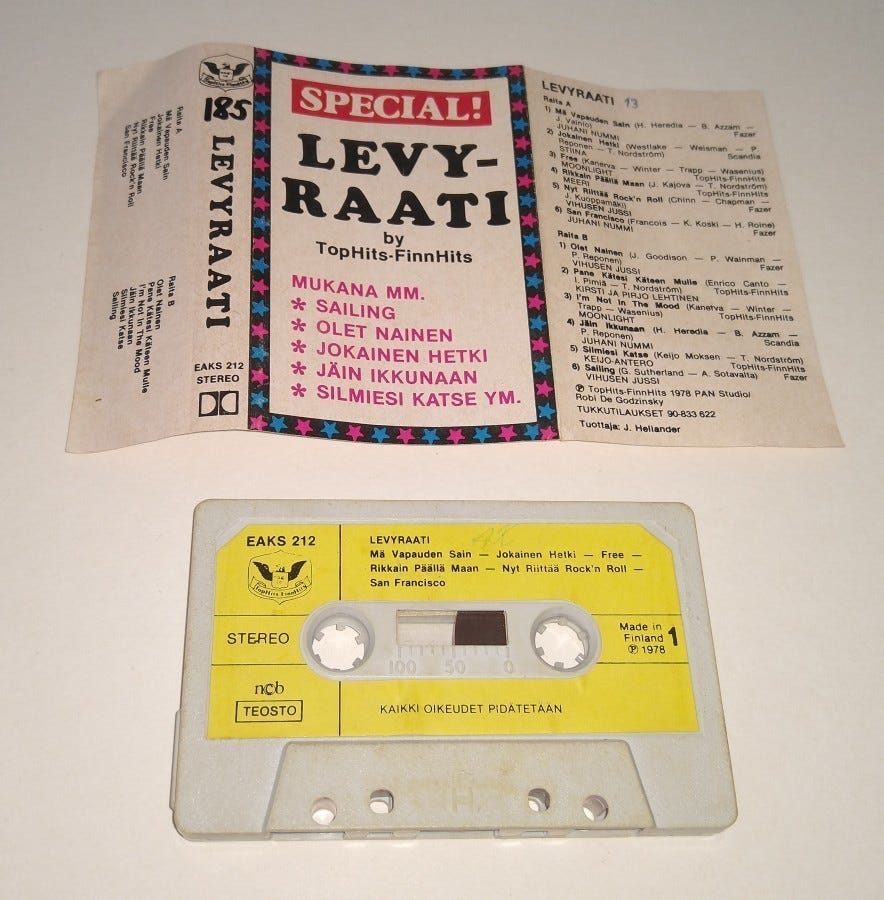 Raita A
Mä Vapauden Sain
Jokainen Hetki
Free
Rikkain Päällä Maan
Nyt Riittää Rock'n Roll
San Francisco
Raita B
Olet Nainen
Pane Kätesi Käteen Mulle
I'm Not In The Mood
Jäin Ikkunaan
Silmiesi Katse
Sailing
TopHits FinnHits
185
LEVYRAATI
EAKS 212
STEREO
SPECIAL!
LEVY-
RAATI
by
TopHits-FinnHits
MUKANA MM.
* SAILING
* OLET NAINEN
* JOKAINEN HETKI
* JÄIN IKKUNAAN
* SILMIESI KATSE YM.
LEVYRAATI 13
Raita A
1) Mä Vapauden Sain (H. Heredia — B. Azzam —
J. Vainio) Fazer
JUHANI NUMMI
2) Jokainen Hetki (Westlake — Weisman — P.
Reponen — T. Nordström) Scandia
STIINA
3) Free (Kanerva — Winter — Trapp — Wasenius)
MOONLIGHT TopHits-FinnHits
4) Rikkain Päällä Maan (J. Kajova — T. Nordström)
MEERI TopHits-FinnHits
5) Nyt Riittää Rock'n Roll (Chinn — Chapman —
J. Kuoppamäki) Fazer
VIHUSEN JUSSI
6) San Francisco (Francois — K. Koski — H. Roine)
JUHANI NUMMI Fazer
Raita B
1) Olet Nainen (J. Goodison — P. Wainman —
P. Reponen) Fazer
VIHUSEN JUSSI
2) Pane Kätesi Käteen Mulle (Enrico Canto —
I. Pimiä — T. Nordström) TopHits-FinnHits
KIRSTI JA PIRJO LEHTINEN
3) I'm Not In The Mood (Kanerva — Winter —
Trapp — Wasenius) TopHits-FinnHits
MOONLIGHT
4) Jäin Ikkunaan (H. Heredia — B. Azzam —
P. Reponen) Scandia
JUHANI NUMMI
5) Silmiesi Katse (Keijo Moksen — T. Nordström)
KEIJO-ANTERO TopHits-FinnHits
6) Sailing (G. Sutherland — A. Sotavalta)
VIHUSEN JUSSI Fazer
℗ TopHits-FinnHits 1978 PAN Studio/
Robi De Godzinsky
TUKKUTILAUKSET 90-833 622
Tuottaja: J. Hellander
EAKS 212
TopHits FinnHits
LEVYRAATI
Mä Vapauden Sain — Jokainen Hetki — Free —
Rikkain Päällä Maan — Nyt Riittää Rock'n Roll —
San Francisco
STEREO
100 50 0
Made in
Finland 1
℗ 1978
ncb
TEOSTO
KAIKKI OIKEUDET PIDÄTETÄÄN